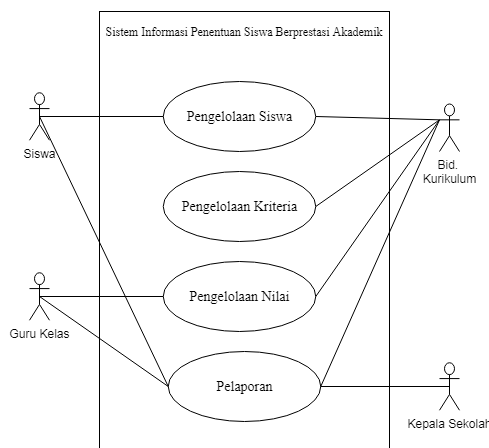 Sistem Informasi Penentuan Siswa Berprestasi Akademik
Pengelolaan Siswa
Siswa
Bid.
Kurikulum
Pengelolaan Kriteria
Pengelolaan Nilai
Guru Kelas
Pelaporan
Kepala Sekolah